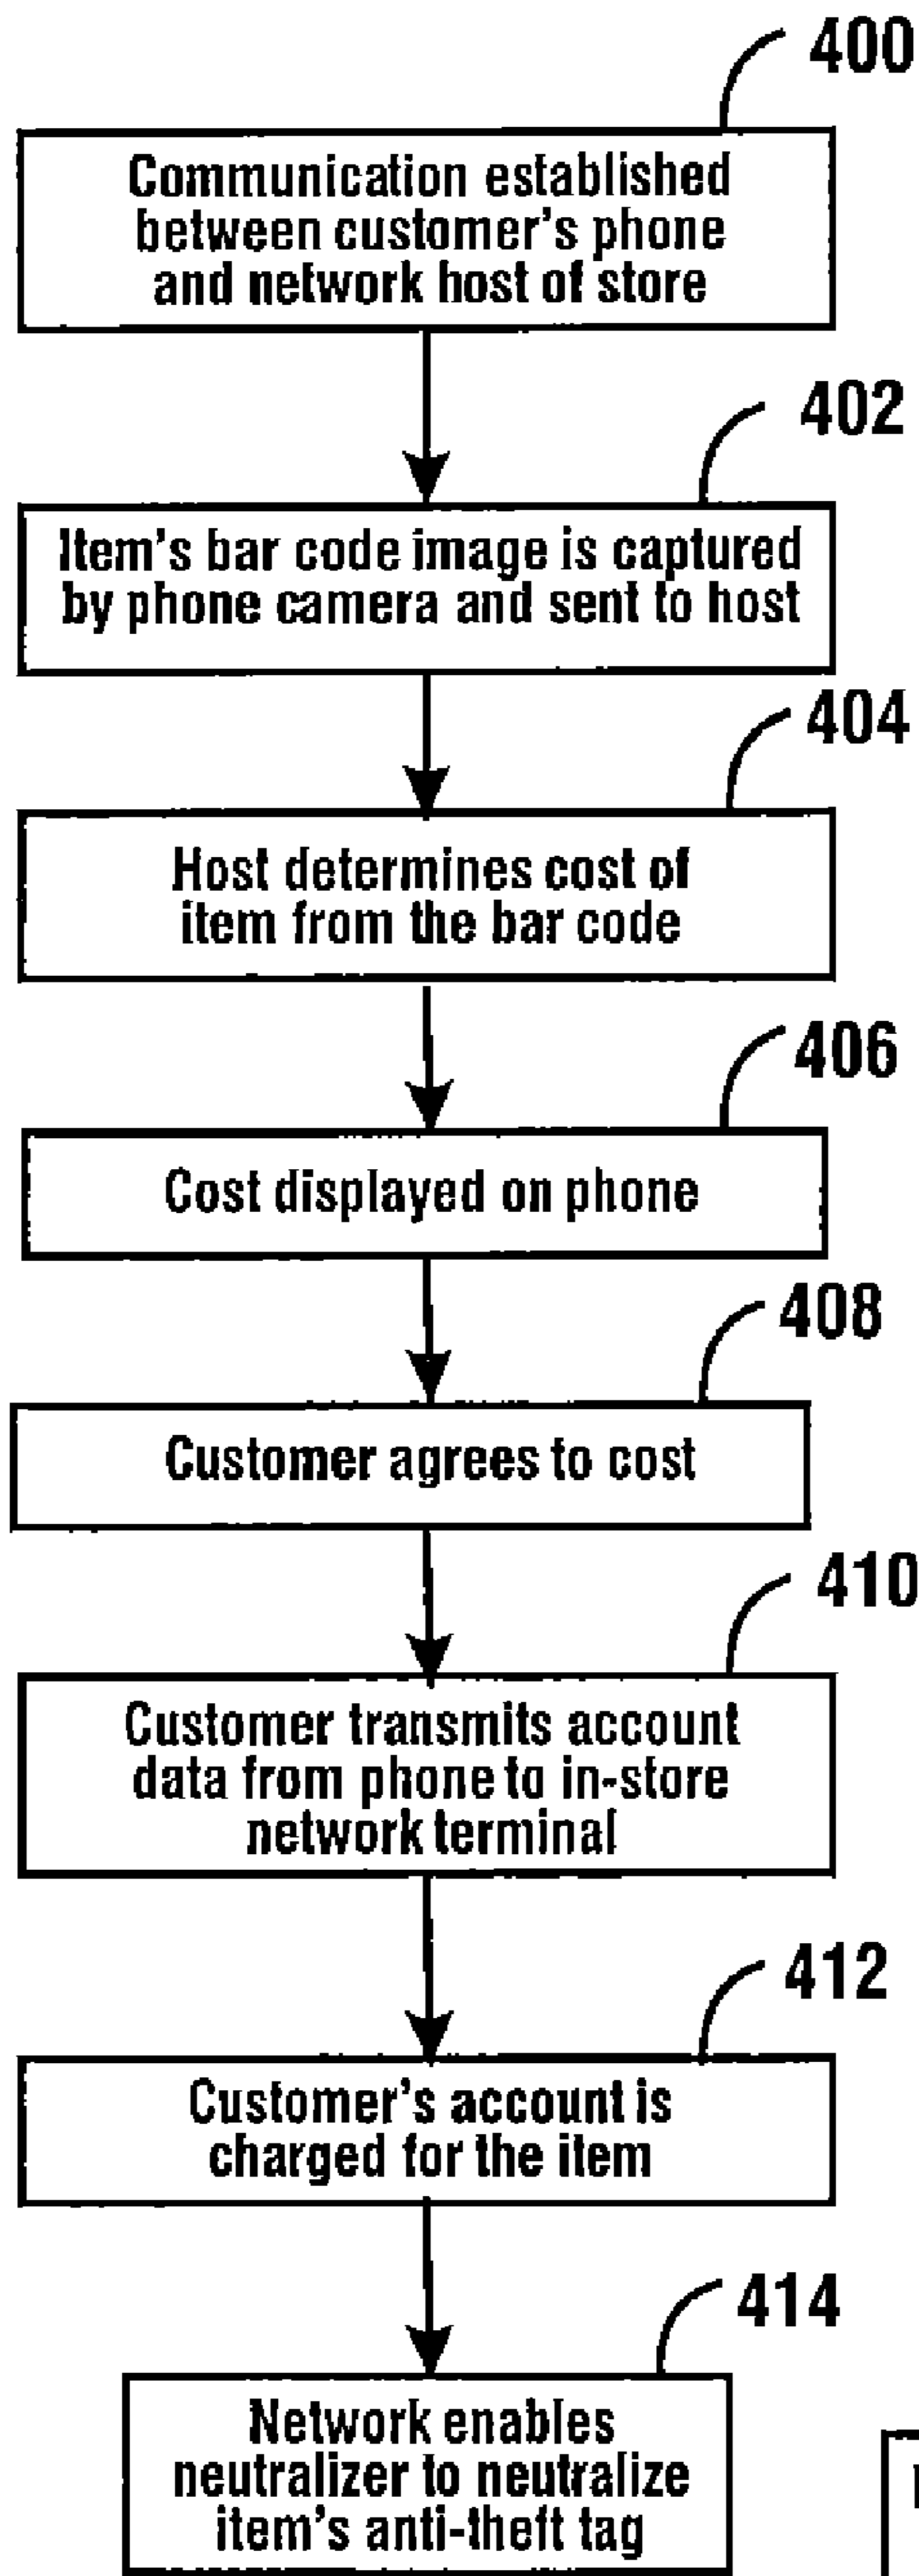 400
Communication established
between customer's phone
and network host of store
402
Item's bar code image is captured
by phone camera and sent to host
404
Host determines cost of
item from the bar code
406
Cost displayed on phone
408
Customer agrees to cost
410
Customer transmits account
data from phone to in-store
network terminal
412
Customer's account is
charged for the item
414
Network enables
neutralizer to neutralize
item's anti-theft tag